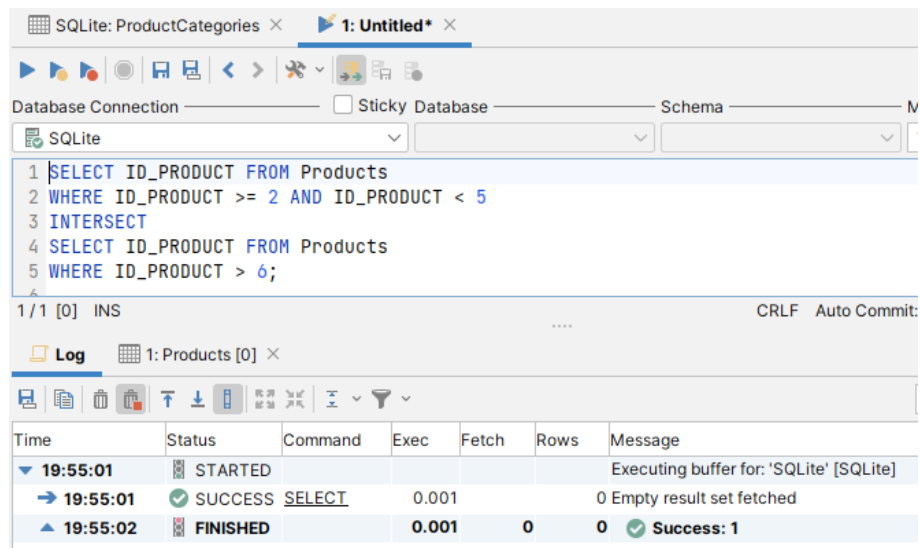 SQLite: ProductCategories 1: Untitled*
Database Connection Sticky Database Schema M
SQLite
1 SELECT ID_PRODUCT FROM Products
2 WHERE ID_PRODUCT >= 2 AND ID_PRODUCT < 5
3 INTERSECT
4 SELECT ID_PRODUCT FROM Products
5 WHERE ID_PRODUCT > 6;
6
1/1 [0] INS CRLF Auto Commit:
Log 1: Products [0]
Time Status Command Exec Fetch Rows Message
19:55:01 STARTED Executing buffer for: 'SQLite' [SQLite]
19:55:01 SUCCESS SELECT 0.001 0 Empty result set fetched
19:55:02 FINISHED 0.001 0 0 Success: 1